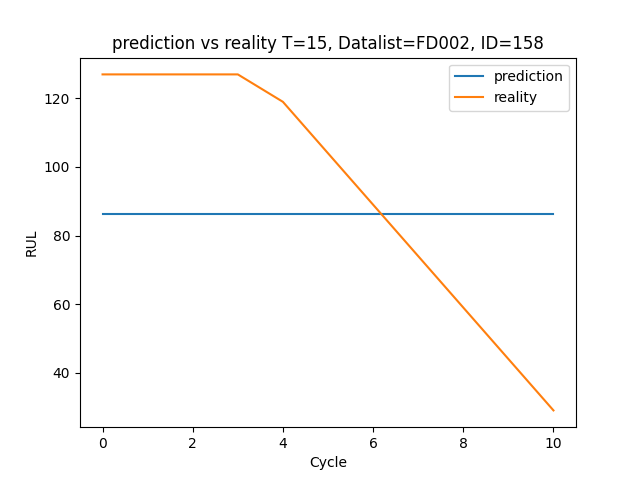 prediction vs reality T=15, Datalist=FD002, ID=158
prediction
reality
RUL
120
100
80
60
40
0 2 4 6 8 10
Cycle